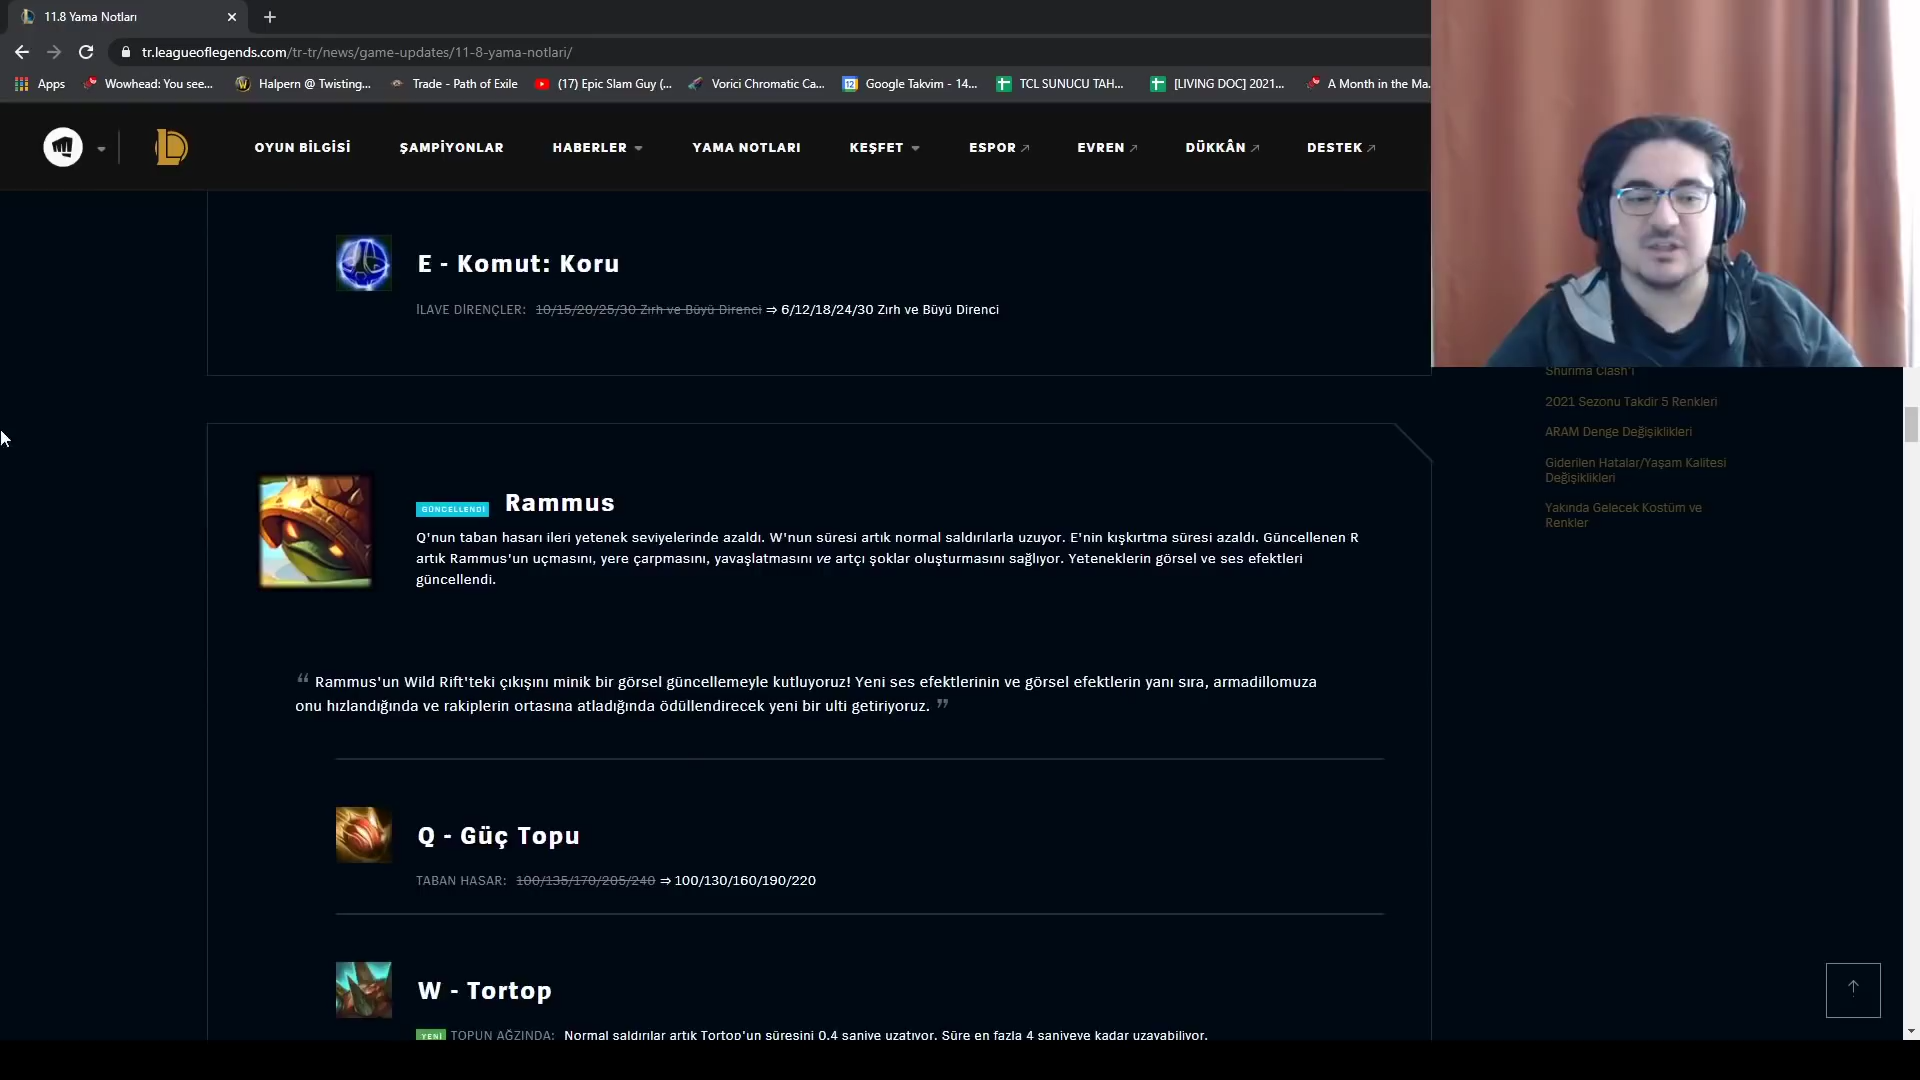 11.8 Yama Notları
tr.leagueoflegends.com/tr-tr/news/game-updates/11-8-yama-notlari/
Apps Wowhead: You see... Halpern @ Twisting... Trade - Path of Exile (17) Epic Slam Guy (... Vorici Chromatic Ca... Google Takvim - 14... TCL SUNUCU TAH... [LIVING DOC] 2021... A Month in the Ma...
OYUN BİLGİSİ ŞAMPİYONLAR HABERLER YAMA NOTLARI KEŞFET ESPOR EVREN DÜKKÂN DESTEK
E - Komut: Koru
İLAVE DİRENÇLER: 10/15/20/25/30 Zırh ve Büyü Direnci ⇒ 6/12/18/24/30 Zırh ve Büyü Direnci
Shurima Clash'i
2021 Sezonu Takdir 5 Renkleri
ARAM Denge Değişiklikleri
Giderilen Hatalar/Yaşam Kalitesi
Değişiklikleri
Yakında Gelecek Kostüm ve
Renkler
GÜNCELLENDİ Rammus
Q'nun taban hasarı ileri yetenek seviyelerinde azaldı. W'nun süresi artık normal saldırılarla uzuyor. E'nin kışkırtma süresi azaldı. Güncellenen R
artık Rammus'un uçmasını, yere çarpmasını, yavaşlatmasını ve artçı şoklar oluşturmasını sağlıyor. Yeteneklerin görsel ve ses efektleri
güncellendi.
“ Rammus'un Wild Rift'teki çıkışını minik bir görsel güncellemeyle kutluyoruz! Yeni ses efektlerinin ve görsel efektlerin yanı sıra, armadillomuza
onu hızlandığında ve rakiplerin ortasına atladığında ödüllendirecek yeni bir ulti getiriyoruz. ”
Q - Güç Topu
TABAN HASAR: 100/135/170/205/240 ⇒ 100/130/160/190/220
W - Tortop
YENİ TOPUN AĞZINDA: Normal saldırılar artık Tortop'un süresini 0.4 saniye uzatıyor. Süre en fazla 4 saniyeye kadar uzayabiliyor.